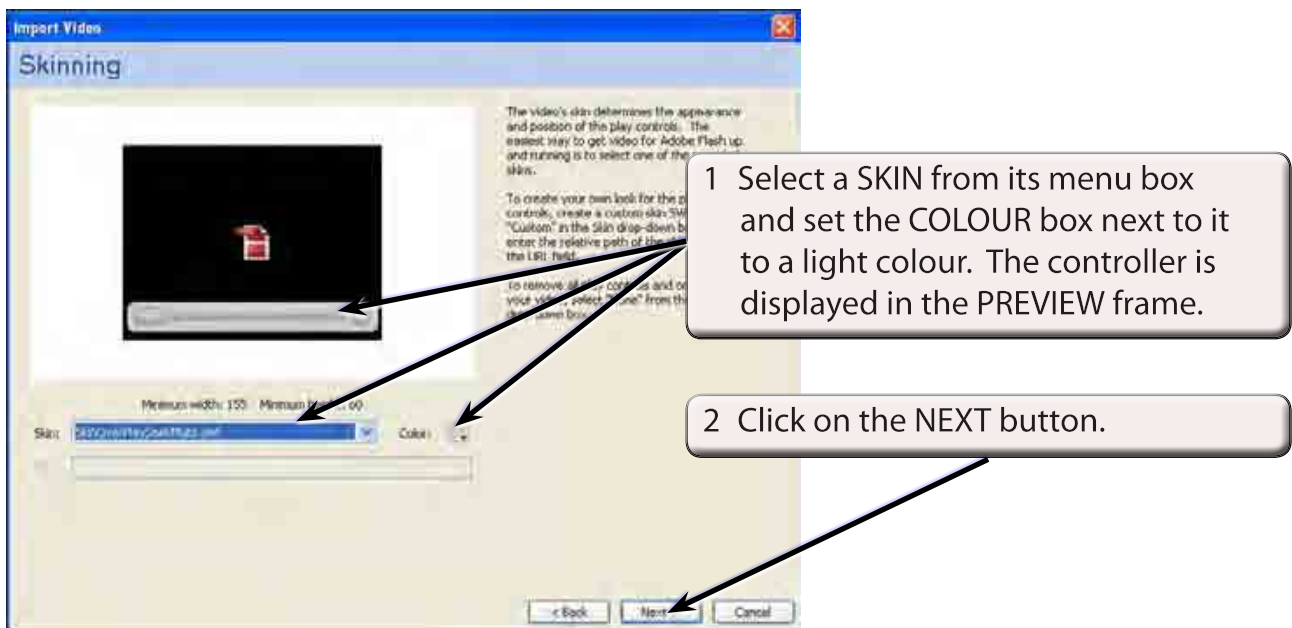 Import Video
Skinning
The video's skin determines the appearance
and position of the play controls. The
easiest way to get video for Adobe Flash up
and running is to select one of the
skins.
To create your own look for the
controls, create a custom skin
"Custom" in the Skin drop-down
enter the relative path of the
the URL field.
To remove all play and
your video, select from the
box
Minimum width: 155 Minimum 60
Skin: Color:
< Back Next Cancel
1 Select a SKIN from its menu box
and set the COLOUR box next to it
to a light colour. The controller is
displayed in the PREVIEW frame.
2 Click on the NEXT button.